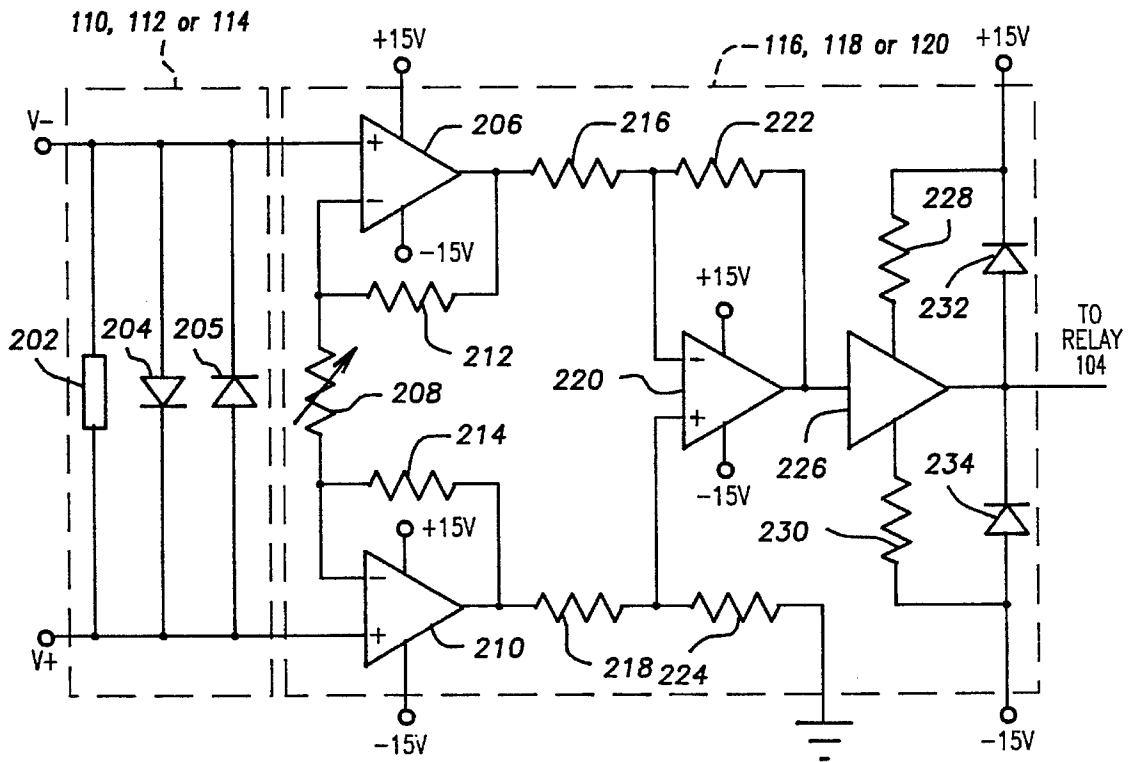 110, 112 or 114
+15V
116, 118 or 120
+15V
V-
+
206
216
222
-
-15V
228
+15V
232
202
204
205
212
-
220
TO
RELAY
104
208
+
214
226
-15V
234
+15V
230
-
+
210
V+
218
224
-15V
-15V